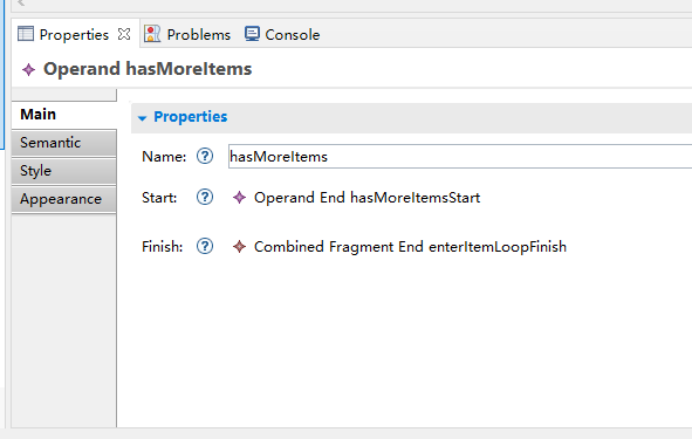 Properties Problems Console
Operand hasMoreItems
Main
Semantic
Style
Appearance
Properties
Name: ? hasMoreItems
Start: ? Operand End hasMoreItemsStart
Finish: ? Combined Fragment End enterItemLoopFinish